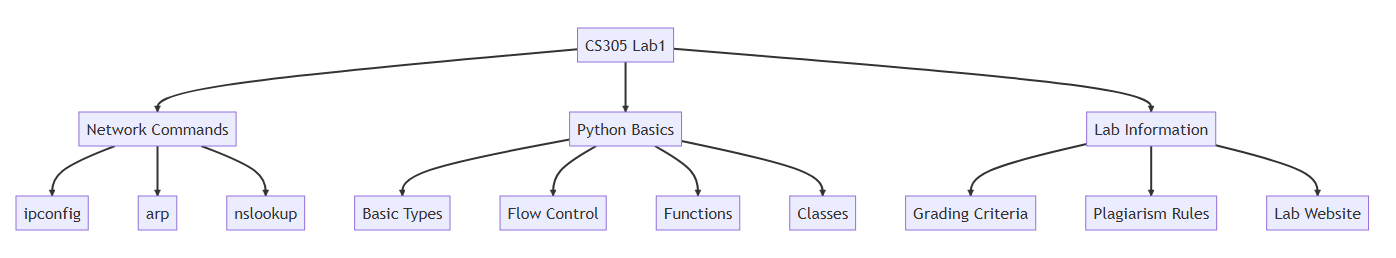 CS305 Lab1
Network Commands
Python Basics
Lab Information
ipconfig
arp
nslookup
Basic Types
Flow Control
Functions
Classes
Grading Criteria
Plagiarism Rules
Lab Website